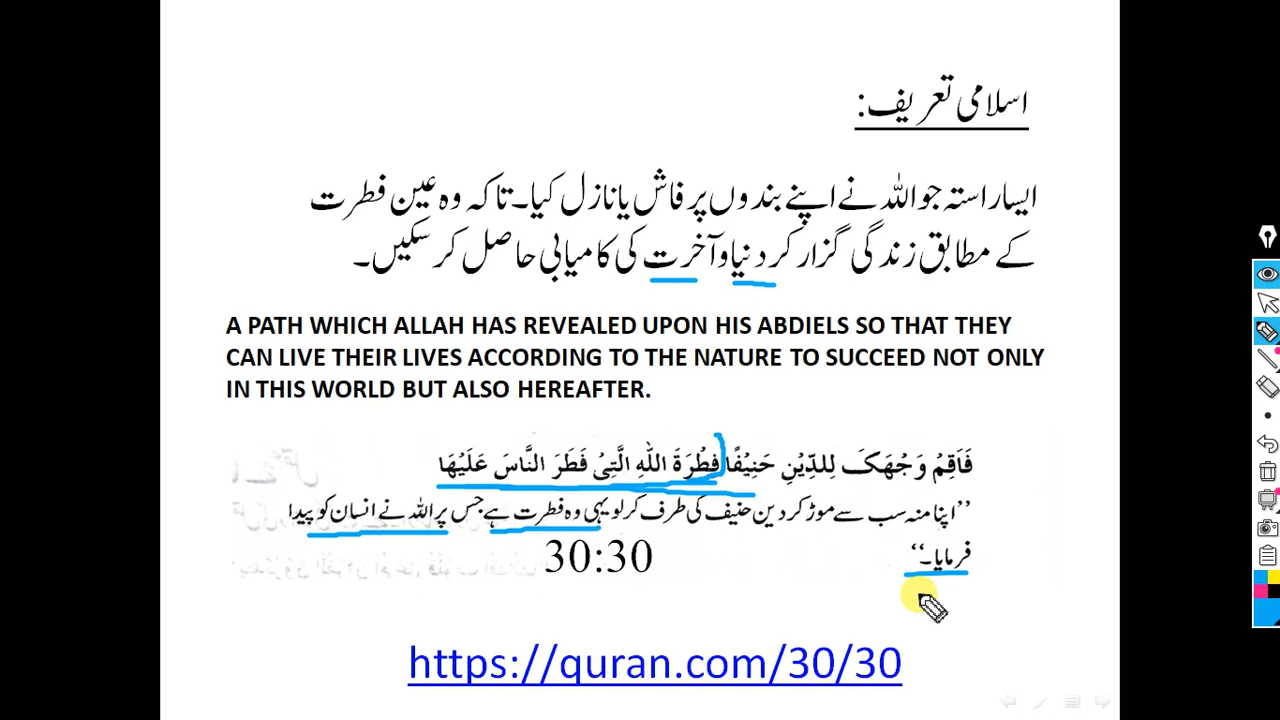 اسلامی تعریف:
ایسا راستہ جو اللہ نے اپنے بندوں پر فاش یا نازل کیا۔ تاکہ وہ عین فطرت
کے مطابق زندگی گزار کر دنیا و آخرت کی کامیابی حاصل کر سکیں۔
A PATH WHICH ALLAH HAS REVEALED UPON HIS ABDIELS SO THAT THEY
CAN LIVE THEIR LIVES ACCORDING TO THE NATURE TO SUCCEED NOT ONLY
IN THIS WORLD BUT ALSO HEREAFTER.
فَاَقِمْ وَجْهَکَ لِلدِّیْنِ حَنِیْفًا فِطْرَةَ اللهِ الَّتِیْ فَطَرَ النَّاسَ عَلَیْهَا
’’اپنا منہ سب سے موڑ کر دین حنیف کی طرف کر لو یہی وہ فطرت ہے جس پر اللہ نے انسان کو پیدا
فرمایا۔‘‘
30:30
https://quran.com/30/30